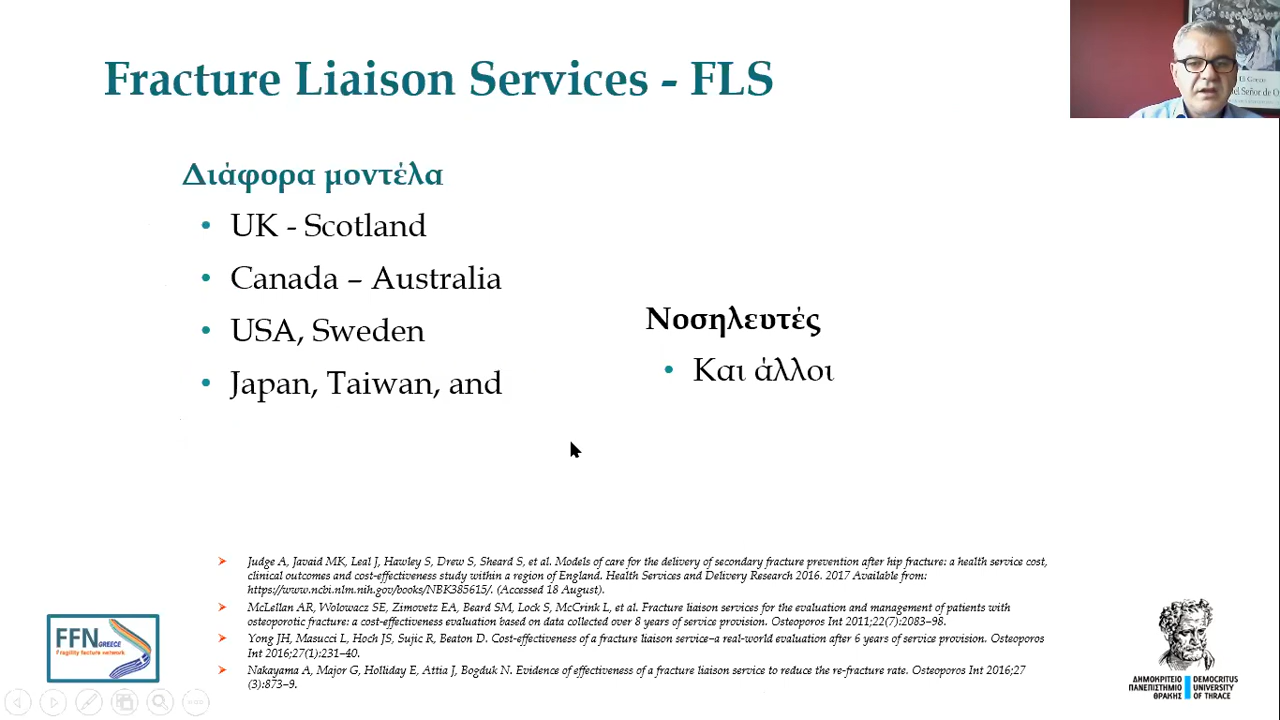 El Greco
el Señor de O
Fracture Liaison Services - FLS
Διάφορα μοντέλα
• UK - Scotland
• Canada – Australia
• USA, Sweden
• Japan, Taiwan, and
Νοσηλευτές
• Και άλλοι
➤ Judge A, Javaid MK, Leal J, Hawley S, Drew S, Sheard S, et al. Models of care for the delivery of secondary fracture prevention after hip fracture: a health service cost,
clinical outcomes and cost-effectiveness study within a region of England. Health Services and Delivery Research 2016. 2017 Available from:
https://www.ncbi.nlm.nih.gov/books/NBK385615/. (Accessed 18 August).
➤ McLellan AR, Wolowacz SE, Zimovetz EA, Beard SM, Lock S, McCrink L, et al. Fracture liaison services for the evaluation and management of patients with
osteoporotic fracture: a cost-effectiveness evaluation based on data collected over 8 years of service provision. Osteoporos Int 2011;22(7):2083–98.
➤ Yong JH, Masucci L, Hoch JS, Sujic R, Beaton D. Cost-effectiveness of a fracture liaison service–a real-world evaluation after 6 years of service provision. Osteoporos
Int 2016;27(1):231–40.
➤ Nakayama A, Major G, Holliday E, Attia J, Bogduk N. Evidence of effectiveness of a fracture liaison service to reduce the re-fracture rate. Osteoporos Int 2016;27
(3):873–9.
FFN GREECE
Fragility fracture network
ΔΗΜΟΚΡΙΤΕΙΟ
ΠΑΝΕΠΙΣΤΗΜΙΟ
ΘΡΑΚΗΣ
DEMOCRITUS
UNIVERSITY
OF THRACE